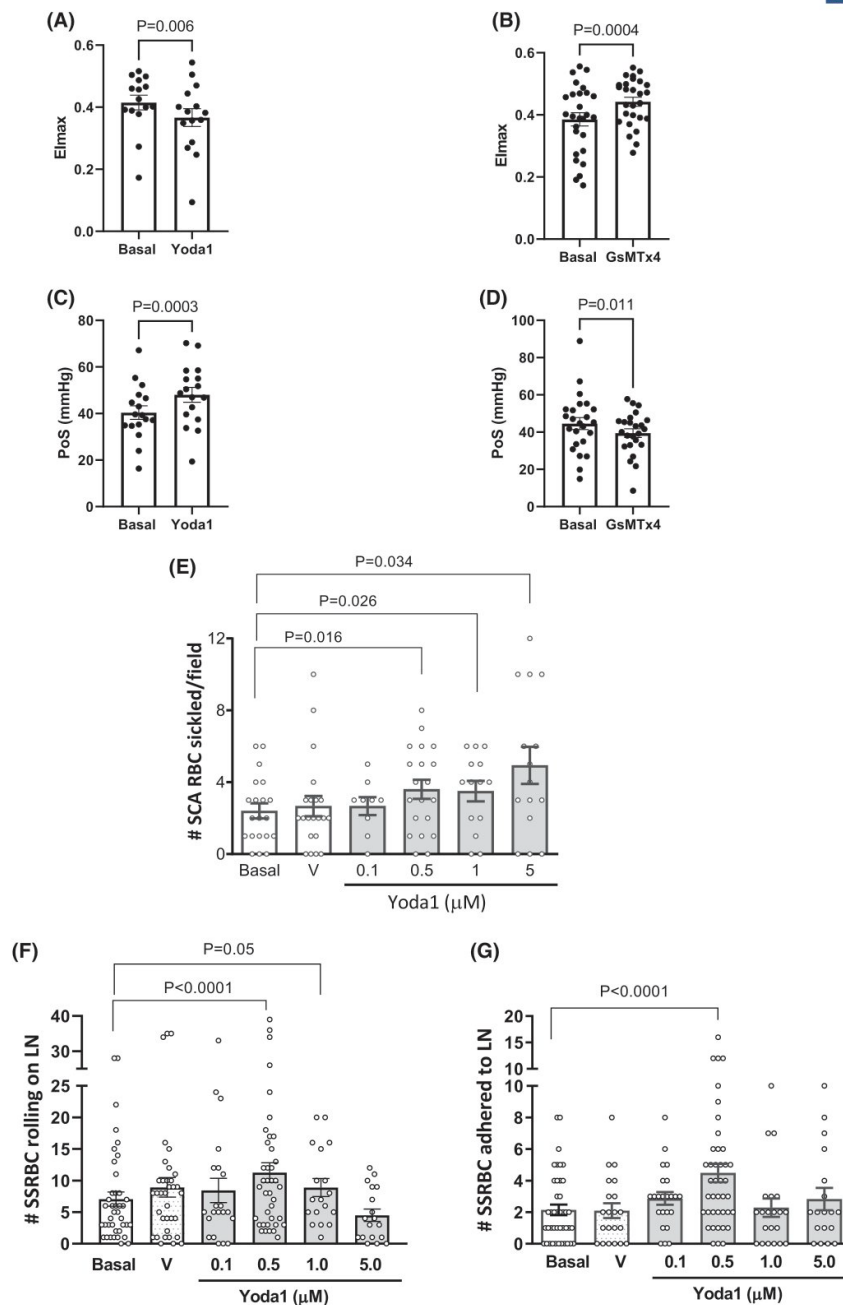 (A)
P=0.006
0.6
0.4
0.2
0.0
EImax
Basal Yoda1
(B)
P=0.0004
0.6
0.4
0.2
0.0
EImax
Basal GsMTx4
(C)
P=0.0003
80
60
40
20
0
PoS (mmHg)
Basal Yoda1
(D)
P=0.011
100
80
60
40
20
0
PoS (mmHg)
Basal GsMTx4
(E)
P=0.034
P=0.026
P=0.016
12
8
4
0
# SCA RBC sickled/field
Basal V 0.1 0.5 1 5
Yoda1 (μM)
(F)
P=0.05
P<0.0001
40
30
25
20
15
10
5
0
# SSRBC rolling on LN
Basal V 0.1 0.5 1.0 5.0
Yoda1 (μM)
(G)
P<0.0001
20
15
10
10
8
6
4
2
0
# SSRBC adhered to LN
Basal V 0.1 0.5 1.0 5.0
Yoda1 (μM)